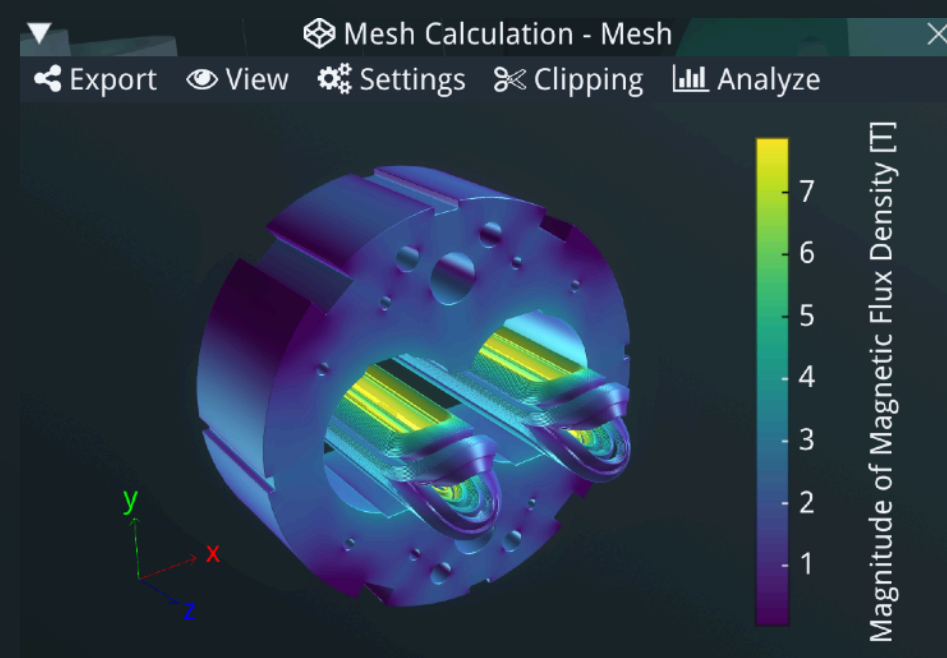 Mesh Calculation - Mesh
Export View Settings Clipping Analyze
7
6
5
4
3
2
1
Magnitude of Magnetic Flux Density [T]
y
x
z